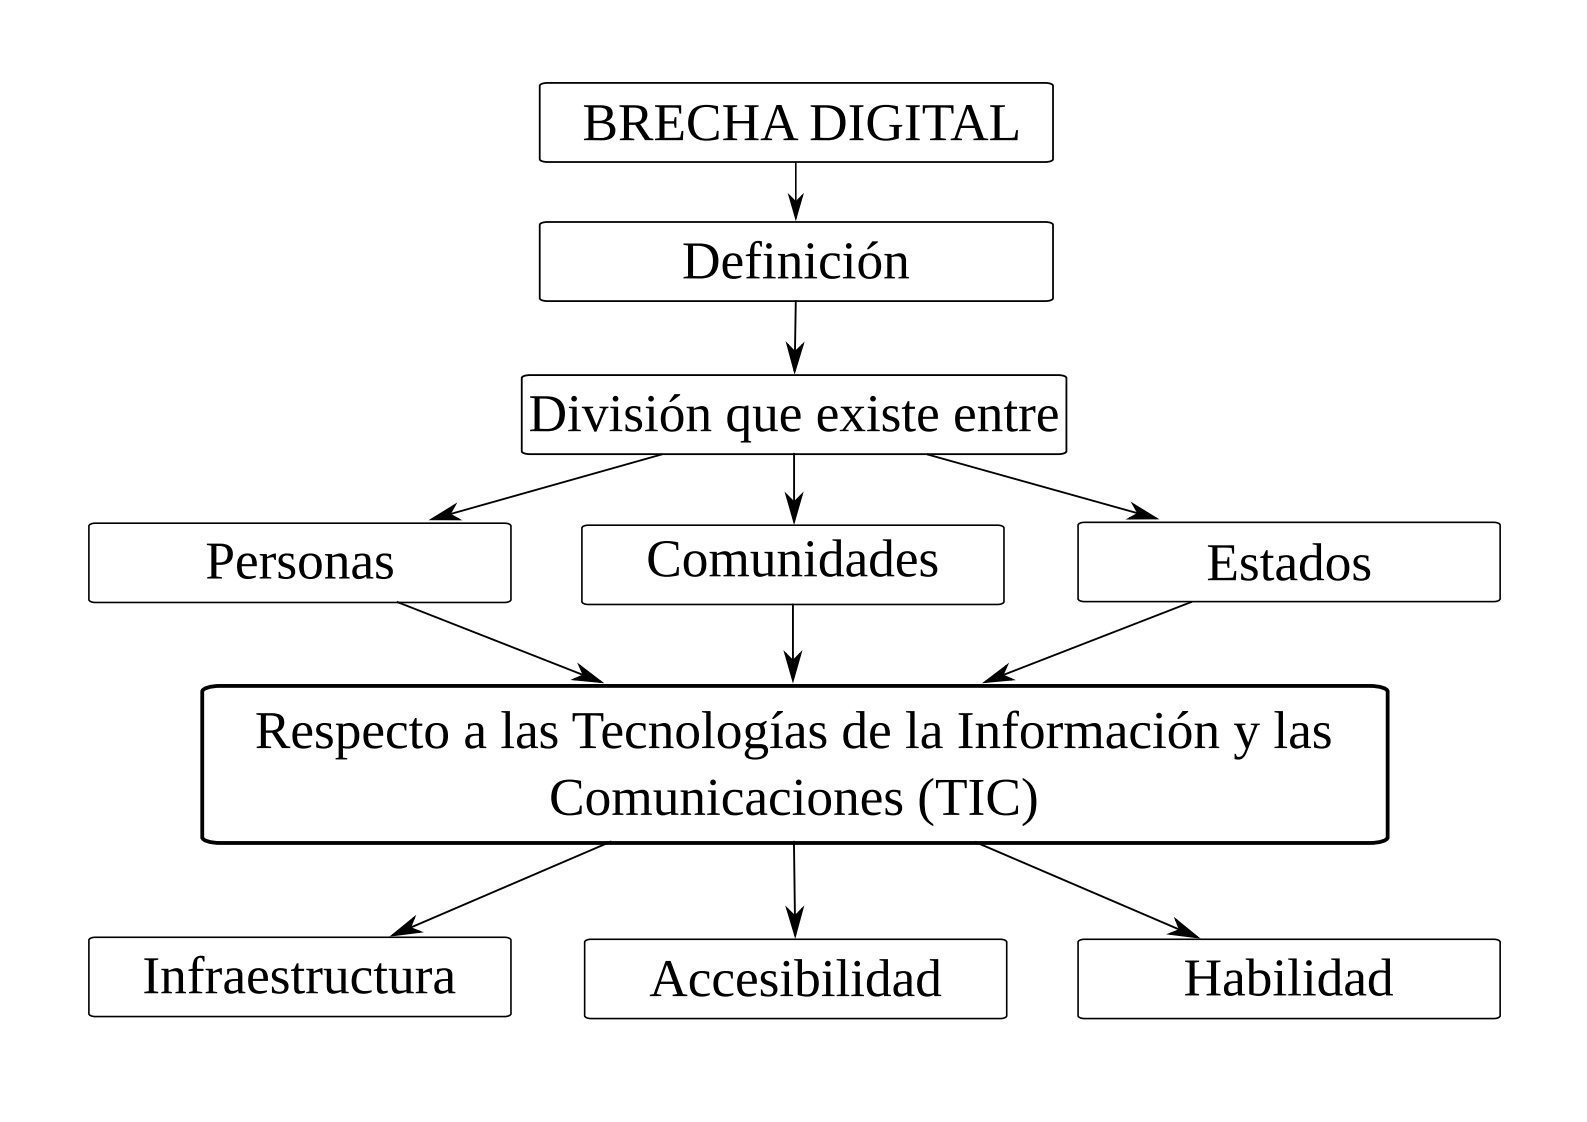 BRECHA DIGITAL
Definición
División que existe entre
Personas
Comunidades
Estados
Respecto a las Tecnologías de la Información y las
Comunicaciones (TIC)
Infraestructura
Accesibilidad
Habilidad